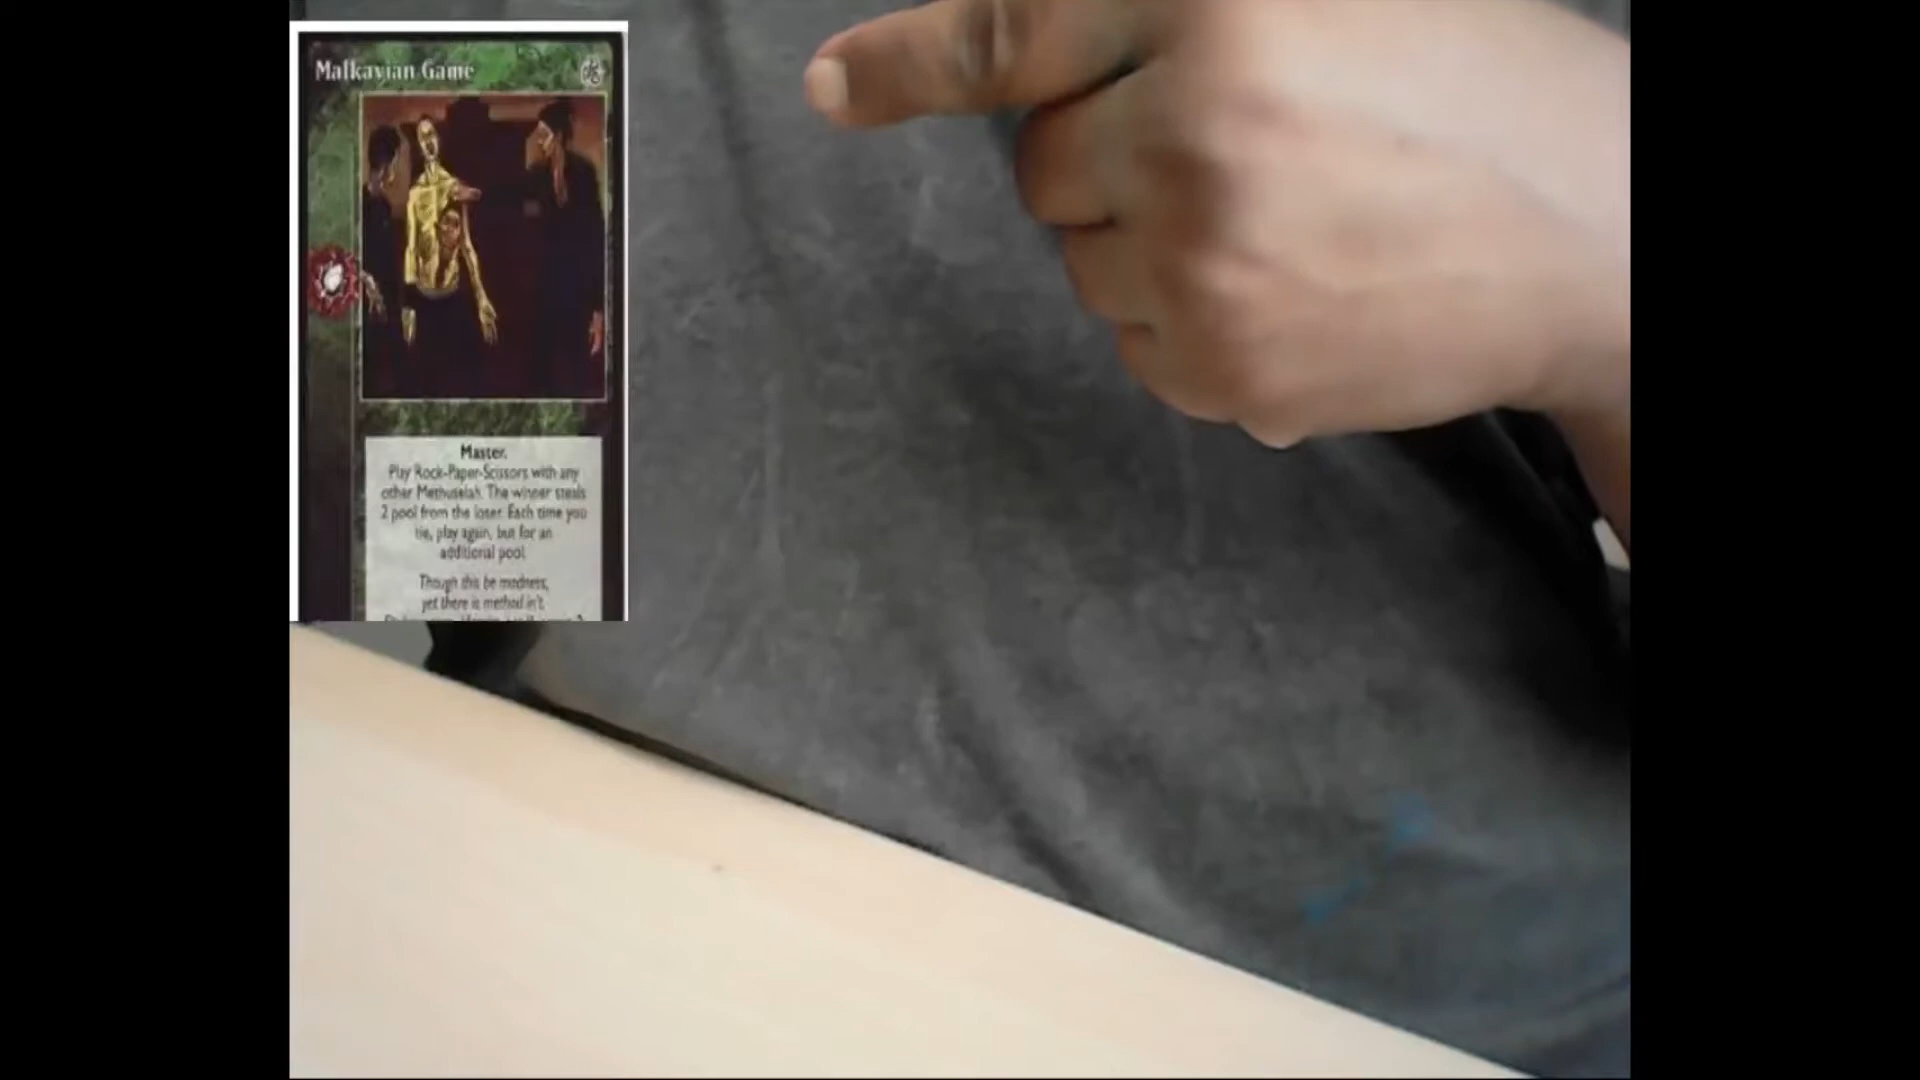 Malkavian Game
Master.
Play Rock-Paper-Scissors with any
other Methuselah. The winner steals
2 pool from the loser. Each time you
tie, play again, but for an
additional pool
Though this be madness,
yet there is method in't.